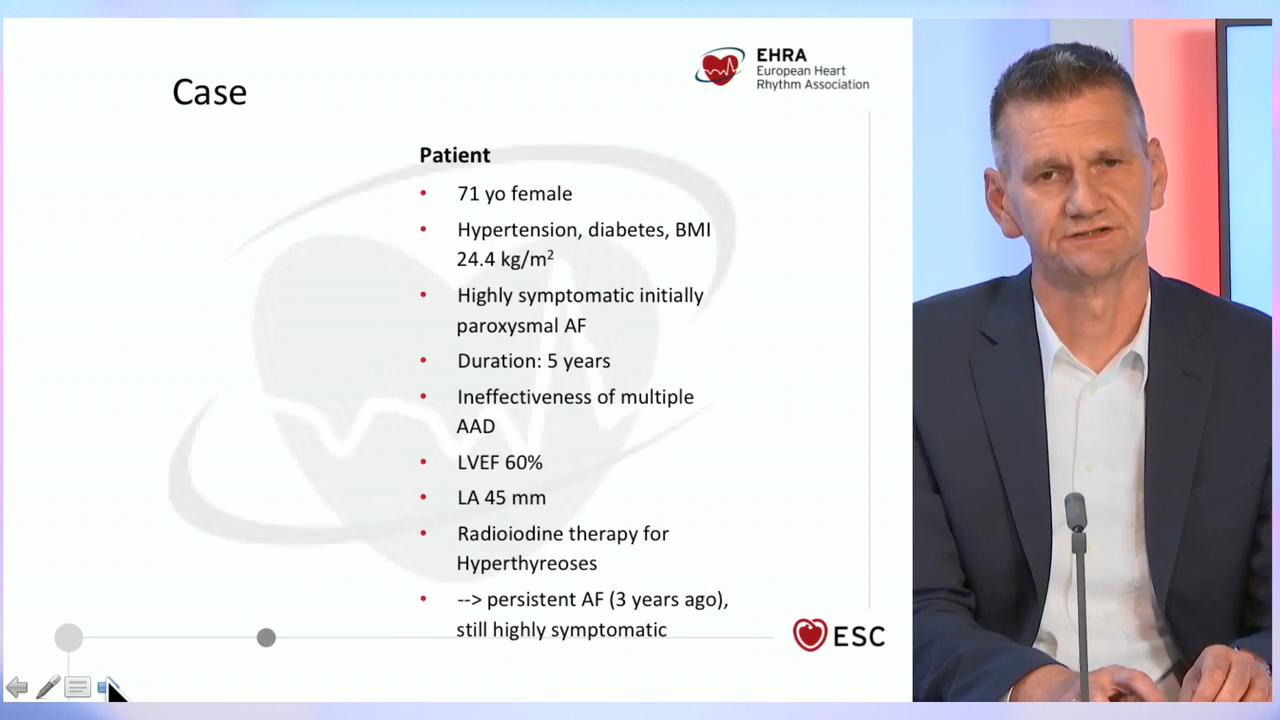 Case
EHRA
European Heart
Rhythm Association
Patient
• 71 yo female
• Hypertension, diabetes, BMI
24.4 kg/m²
• Highly symptomatic initially
paroxysmal AF
• Duration: 5 years
• Ineffectiveness of multiple
AAD
• LVEF 60%
• LA 45 mm
• Radioiodine therapy for
Hyperthyreoses
• --> persistent AF (3 years ago),
still highly symptomatic
ESC